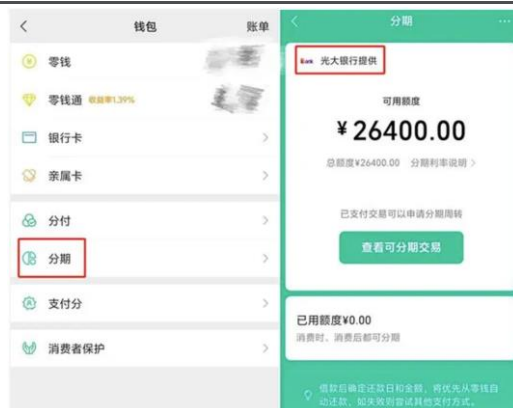 钱包
账单
零钱
零钱通 收益率1.39%
银行卡
亲属卡
分付
分期
支付分
消费者保护
分期
光大银行提供
可用额度
¥26400.00
总额度¥26400.00 分期利率说明
已支付交易可以申请分期周转
查看可分期交易
已用额度¥0.00
消费时、消费后都可分期
借款后确定还款日和金额，将优先从零钱自
动还款，如失败则尝试其他支付方式。